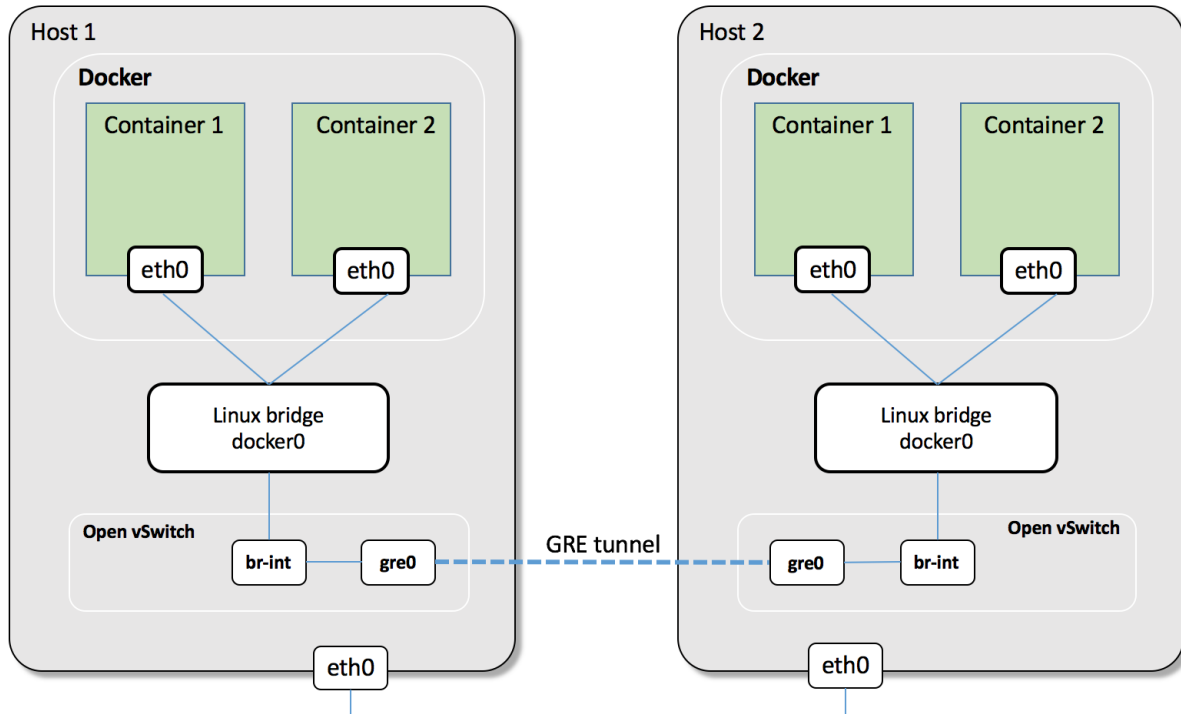 Host 1
Docker
Container 1
Container 2
eth0
eth0
Linux bridge
docker0
Open vSwitch
br-int
gre0
eth0
GRE tunnel
Host 2
Docker
Container 1
Container 2
eth0
eth0
Linux bridge
docker0
Open vSwitch
gre0
br-int
eth0